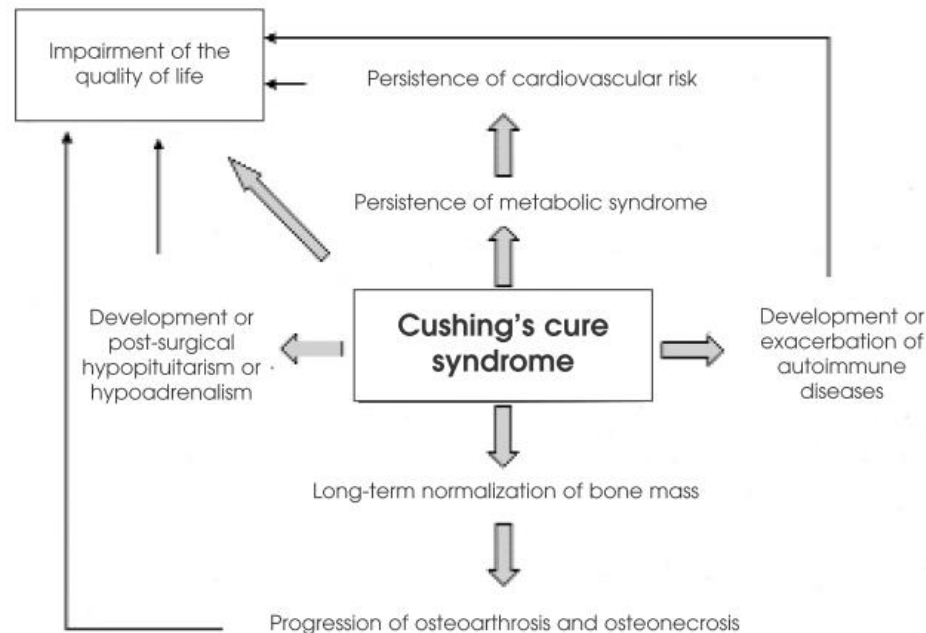 Impairment of the
quality of life
Persistence of cardiovascular risk
Persistence of metabolic syndrome
Development or
post-surgical
hypopituitarism or
hypoadrenalism
Cushing's cure
syndrome
Development or
exacerbation of
autoimmune
diseases
Long-term normalization of bone mass
Progression of osteoarthrosis and osteonecrosis